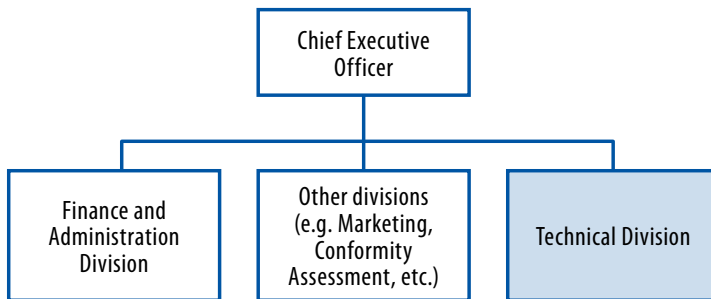 Chief Executive
Officer
Finance and
Administration
Division
Other divisions
(e.g. Marketing,
Conformity
Assessment, etc.)
Technical Division